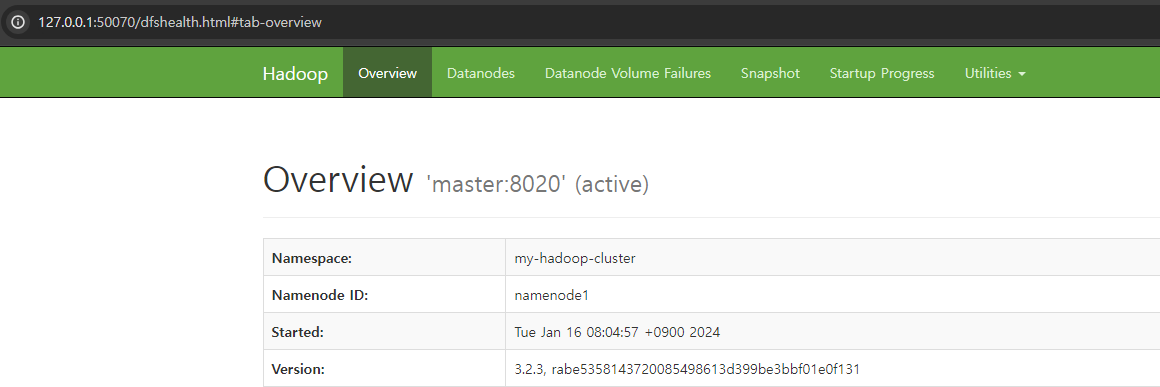 127.0.0.1:50070/dfshealth.html#tab-overview
Hadoop Overview Datanodes Datanode Volume Failures Snapshot Startup Progress Utilities
Overview 'master:8020' (active)
Namespace: my-hadoop-cluster
Namenode ID: namenode1
Started: Tue Jan 16 08:04:57 +0900 2024
Version: 3.2.3, rabe5358143720085498613d399be3bbf01e0f131